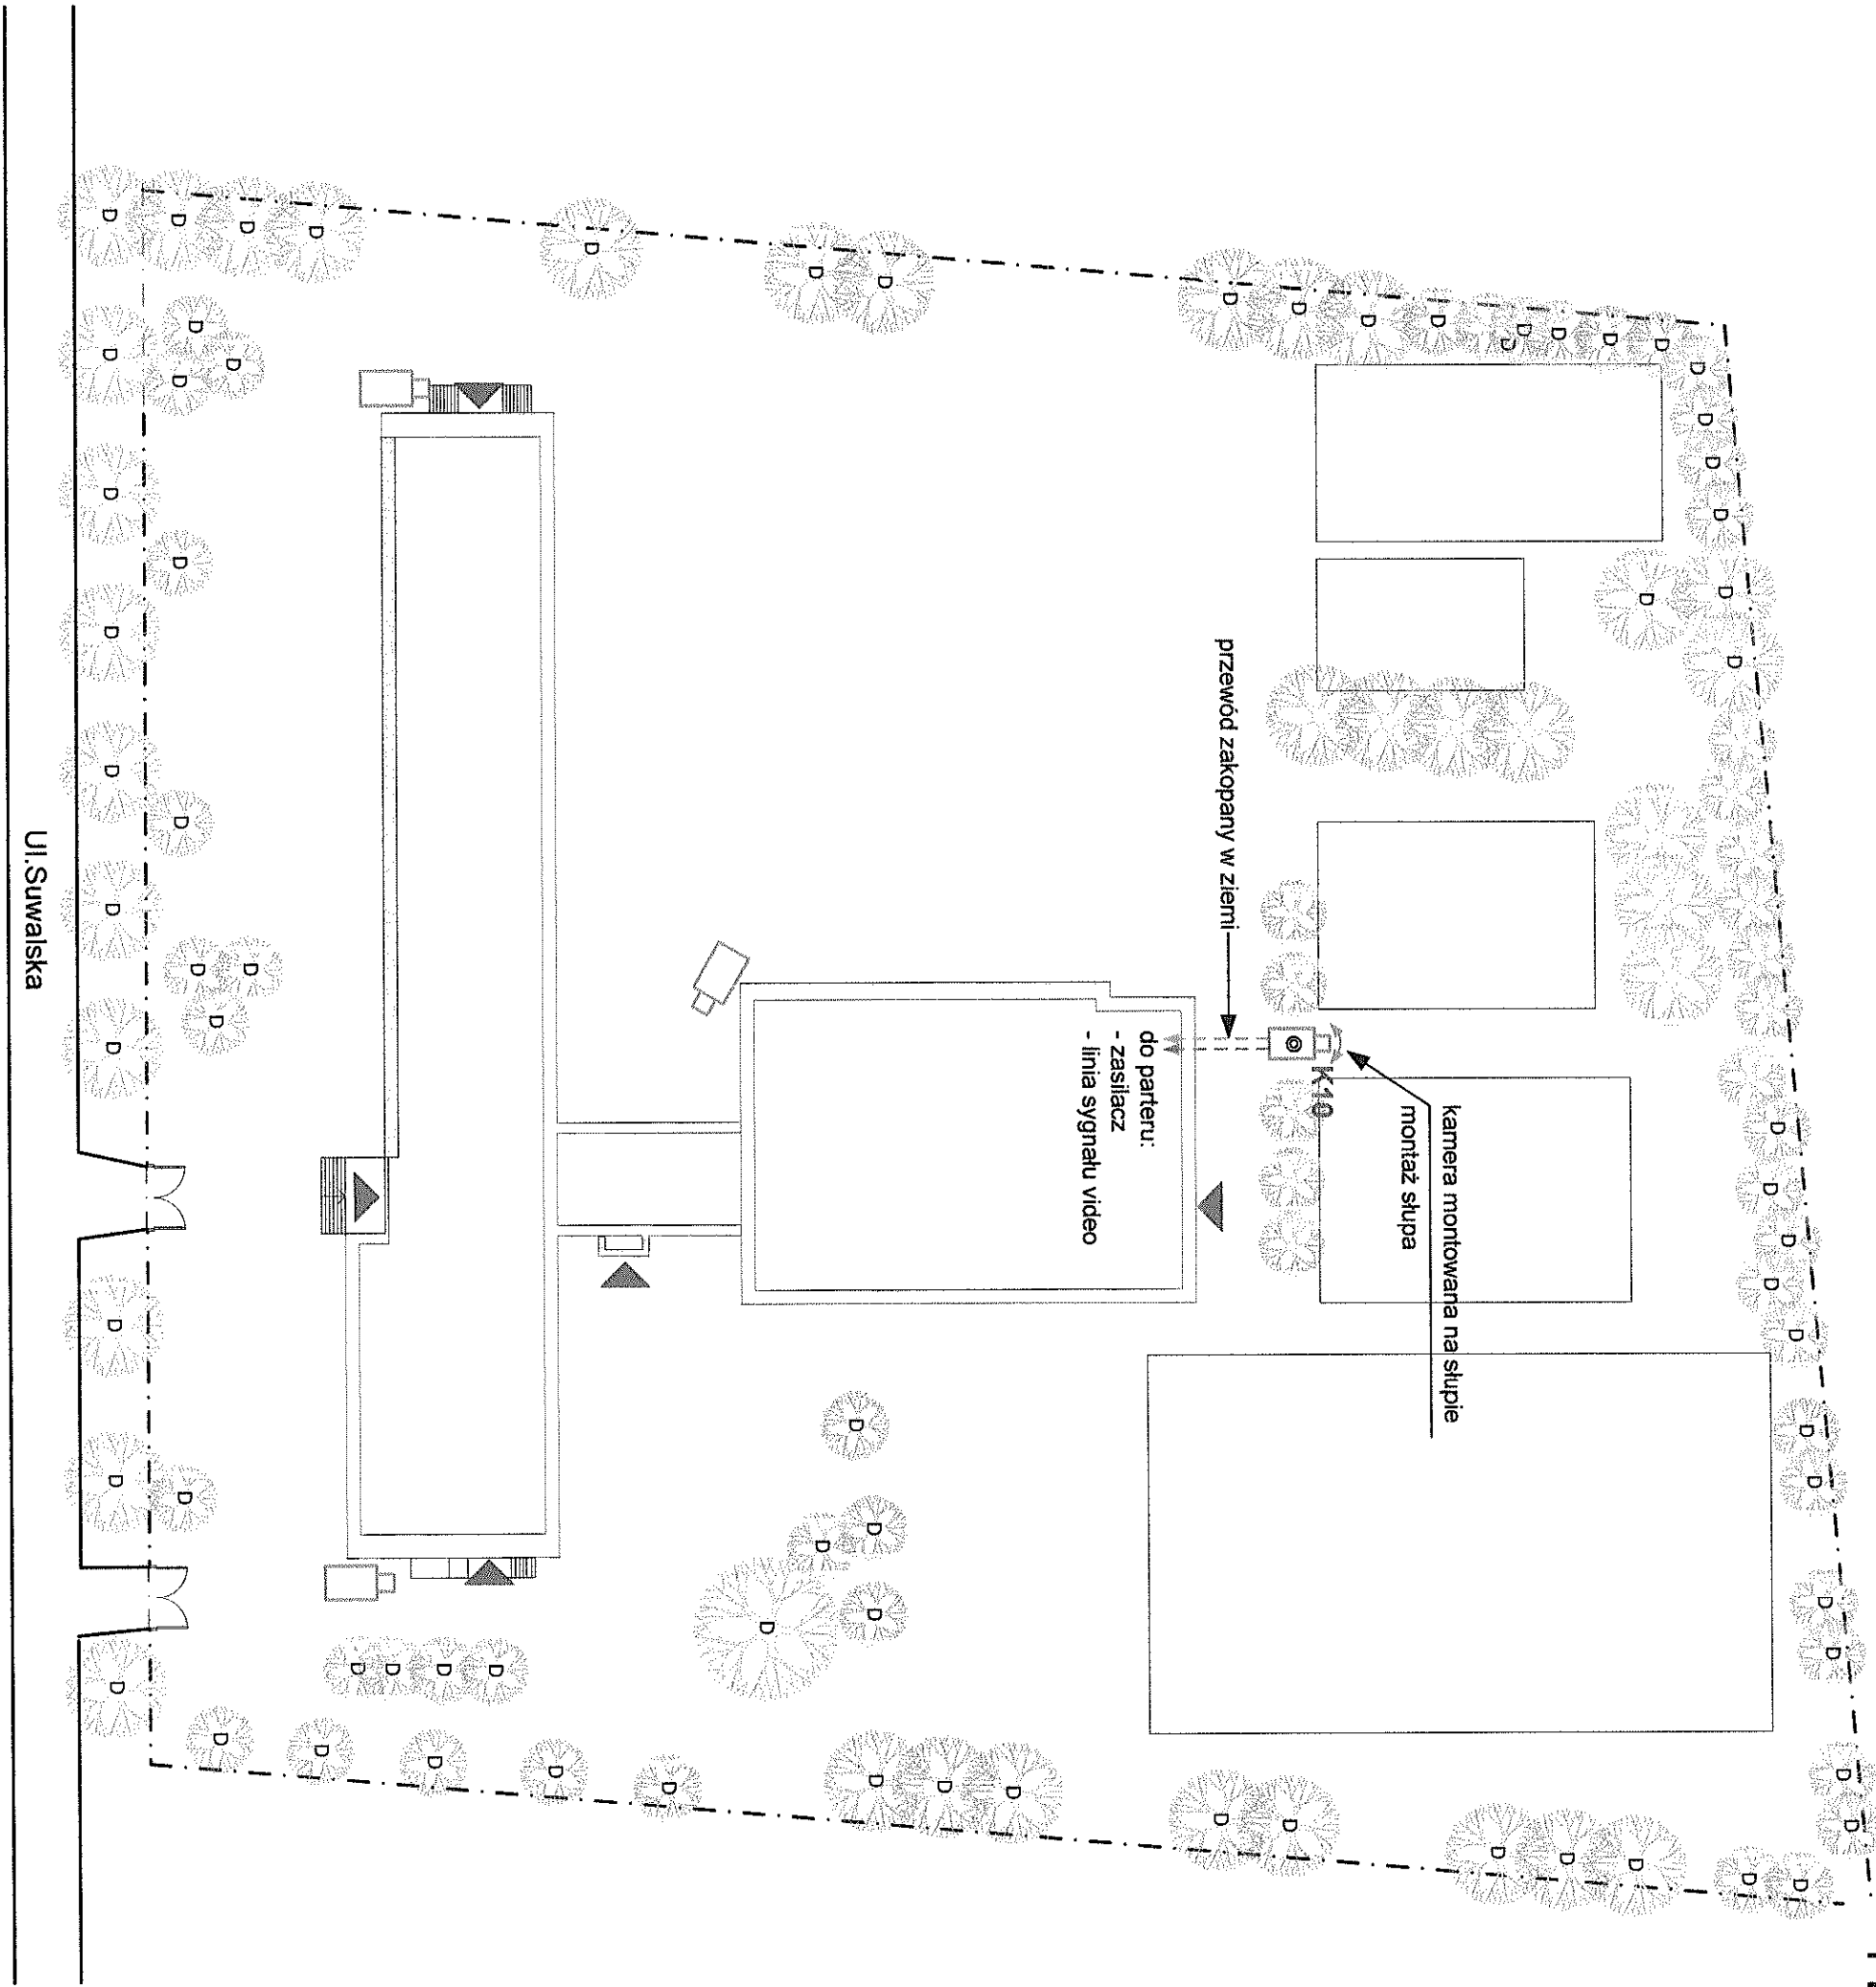 kamera montowana na słupie
montaż słupa
K10
przewód zakopany w ziemi
do parteru:
- zasilacz
- linia sygnału video
Ul.Suwalska